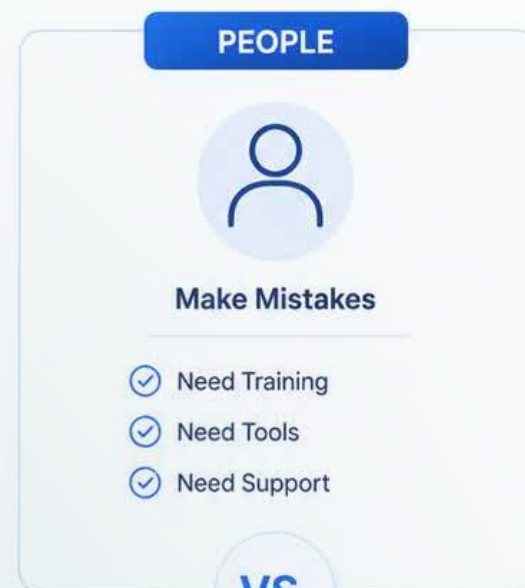 PEOPLE
Make Mistakes
Need Training
Need Tools
Need Support
VS